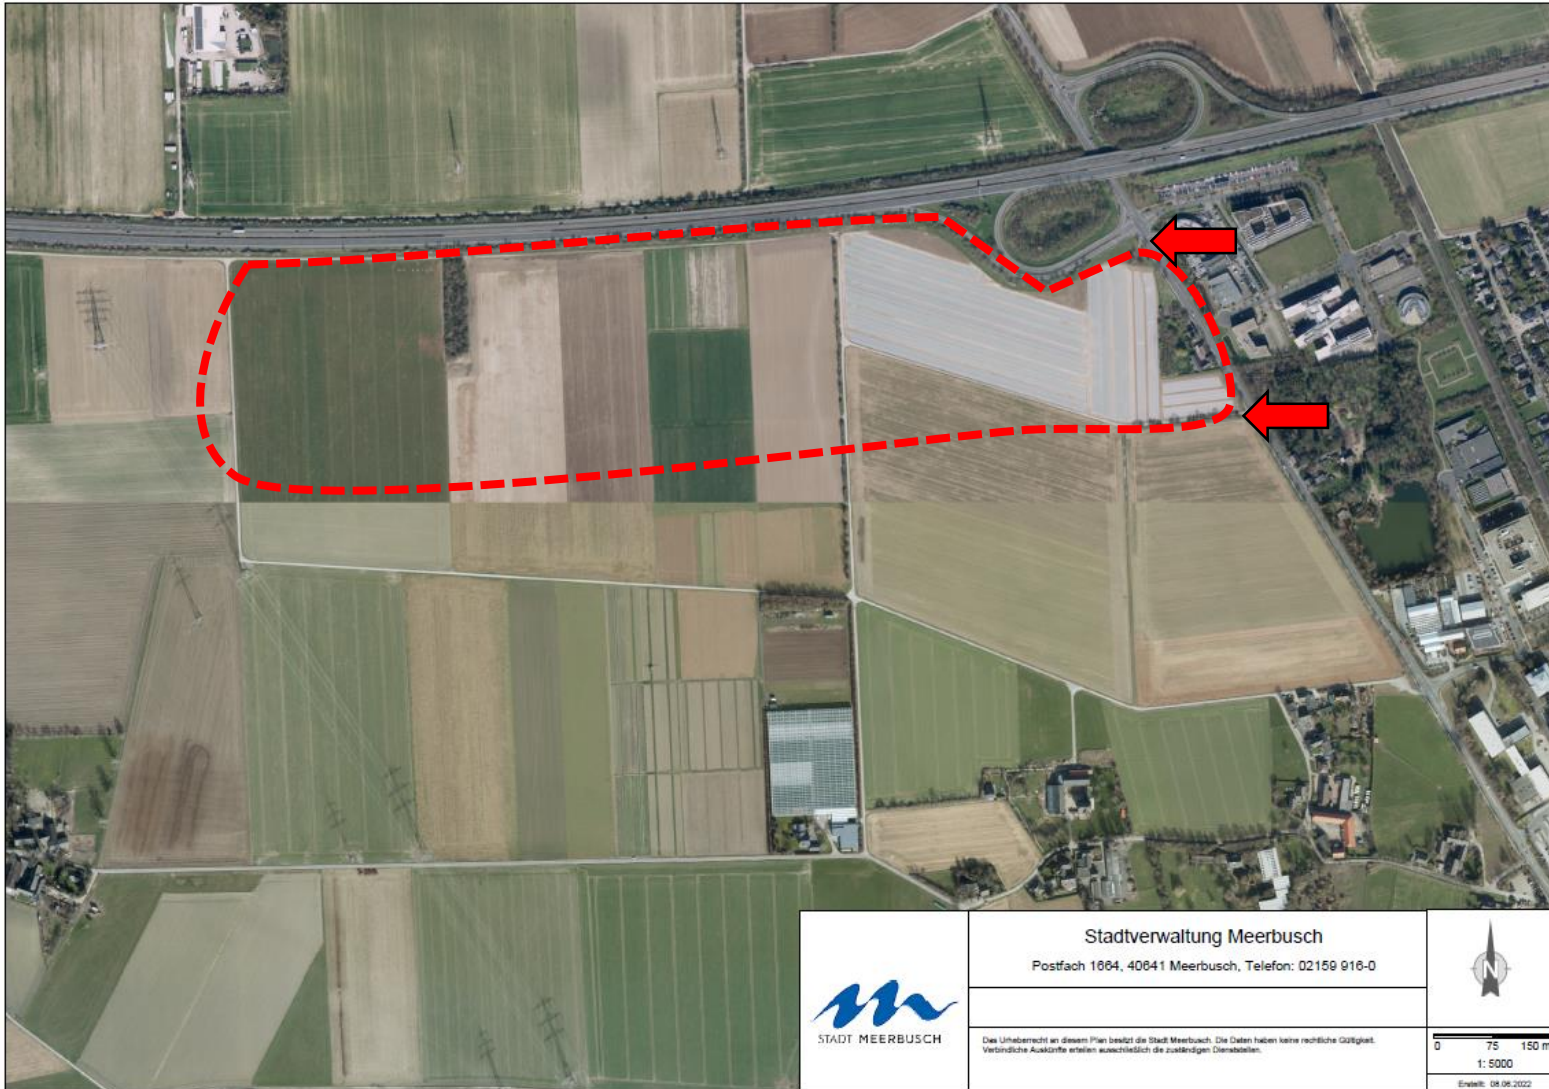 Stadtverwaltung Meerbusch
Postfach 1664, 40641 Meerbusch, Telefon: 02159 916-0
STADT MEERBUSCH
Das Urheberrecht an diesem Plan besitzt die Stadt Meerbusch. Die Daten haben keine rechtliche Gültigkeit.
Verbindliche Auskünfte erteilen ausschließlich die zuständigen Dienststellen.
N
0 75 150 m
1: 5000
Erstellt: 08.06.2022